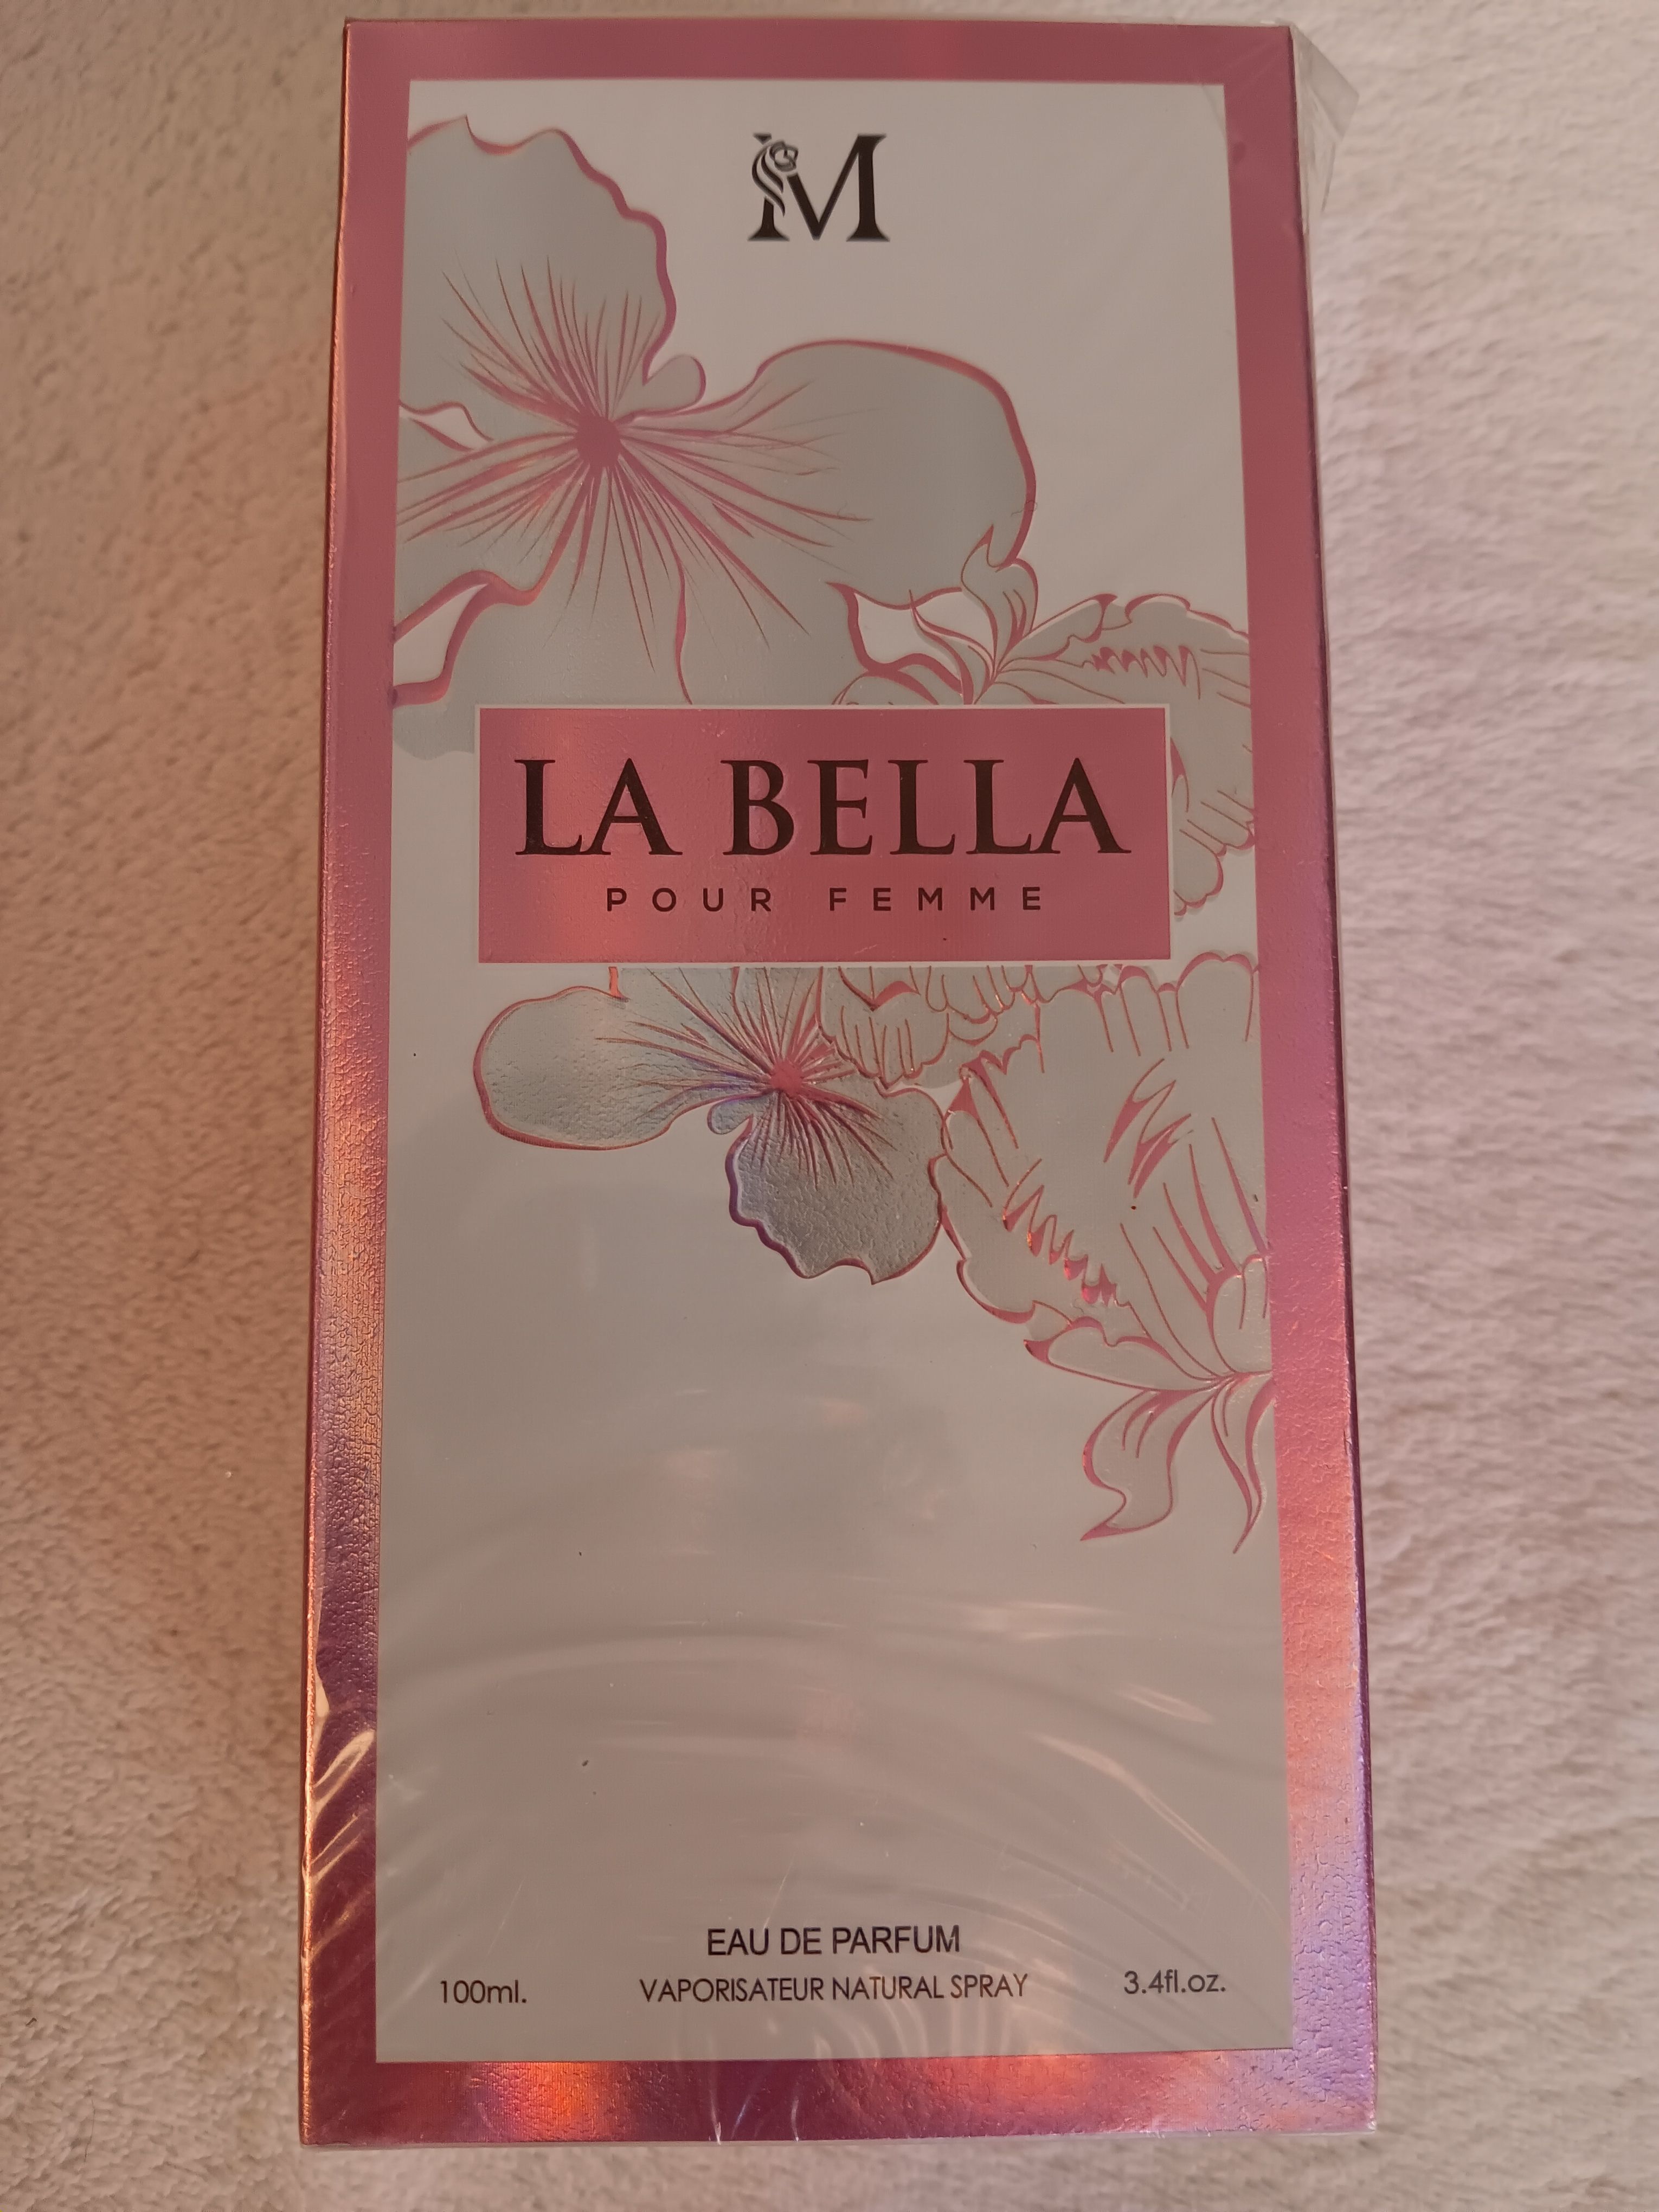 M
LA BELLA
POUR FEMME
EAU DE PARFUM
100ml. VAPORISATEUR NATURAL SPRAY 3.4fl.oz.